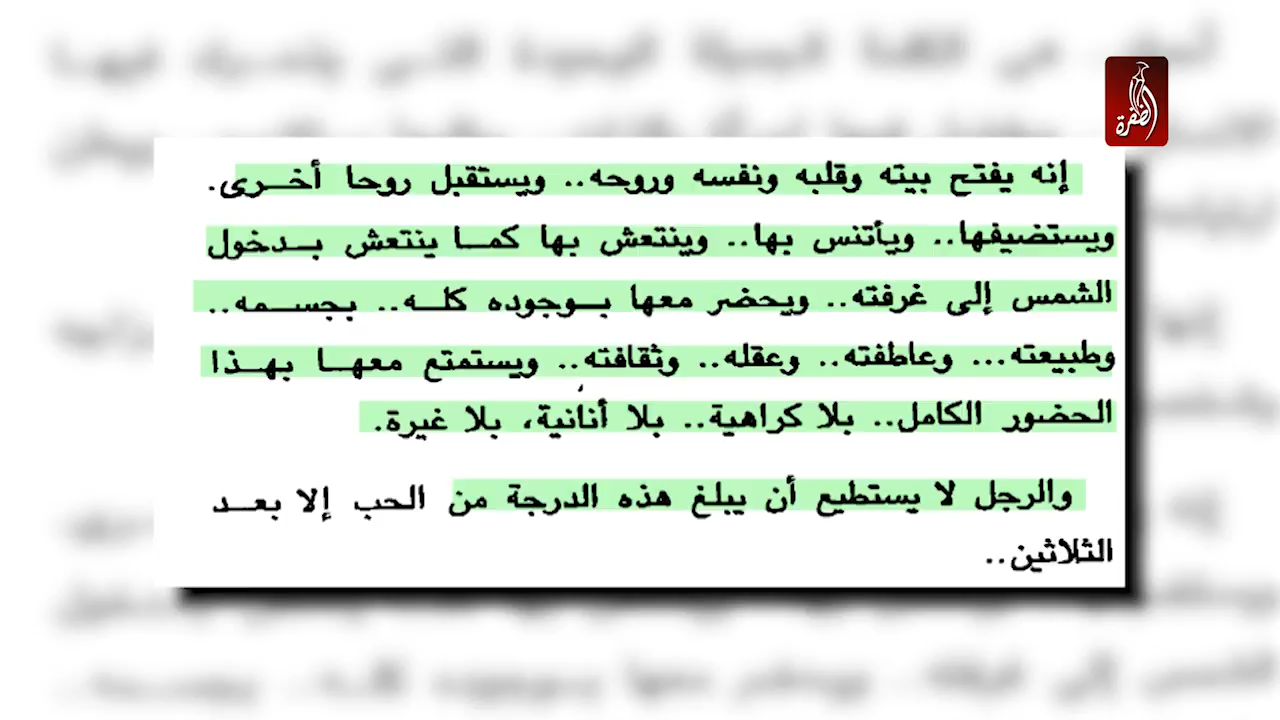 الظفرة
إنه يفتح بيته وقلبه ونفسه وروحه.. ويستقبل روحا أخرى.
ويستضيفها.. ويأتنس بها.. وينتعش بها كما ينتعش بدخول
الشمس إلى غرفته.. ويحضر معها بوجوده كله.. بجسمه..
وطبيعته... وعاطفته.. وعقله.. وثقافته.. ويستمتع معها بهذا
الحضور الكامل.. بلا كراهية.. بلا أنانية، بلا غيرة.
والرجل لا يستطيع أن يبلغ هذه الدرجة من الحب إلا بعد
الثلاثين..